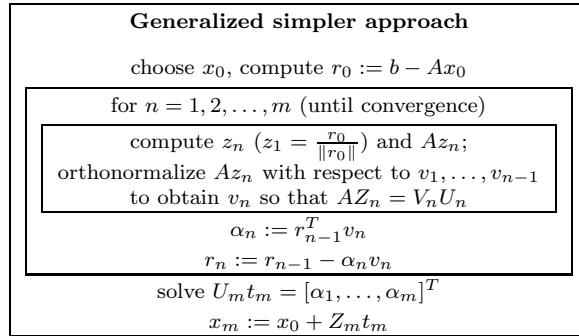 Generalized simpler approach
choose x₀, compute r₀ := b − Ax₀
for n = 1, 2, . . . , m (until convergence)
compute zₙ (z₁ = r₀/‖r₀‖) and Azₙ;
orthonormalize Azₙ with respect to v₁, . . . , vₙ₋₁
to obtain vₙ so that AZₙ = VₙUₙ
αₙ := rᵀₙ₋₁vₙ
rₙ := rₙ₋₁ − αₙvₙ
solve Uₘtₘ = [α₁, . . . , αₘ]ᵀ
xₘ := x₀ + Zₘtₘ